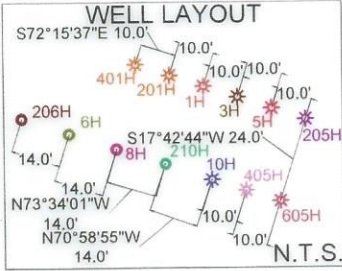 WELL LAYOUT
S72°15'37"E 10.0'
10.0'
10.0'
10.0'
401H
201H
1H
3H
5H
205H
206H
6H
S17°42'44"W 24.0'
8H
210H
10H
405H
605H
14.0'
14.0'
N73°34'01"W
14.0'
N70°58'55"W
14.0'
10.0'
10.0'
N.T.S.